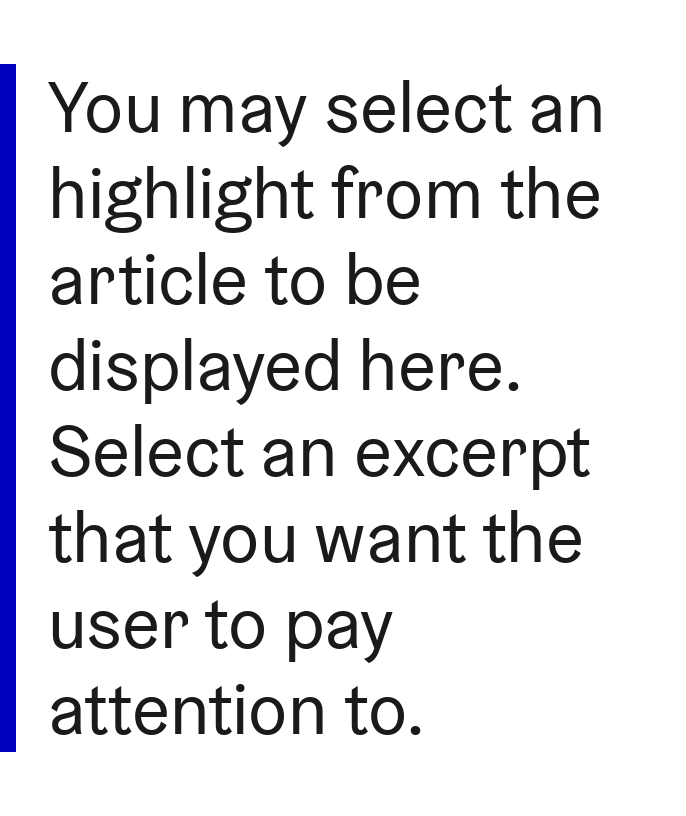 You may select an
highlight from the
article to be
displayed here.
Select an excerpt
that you want the
user to pay
attention to.